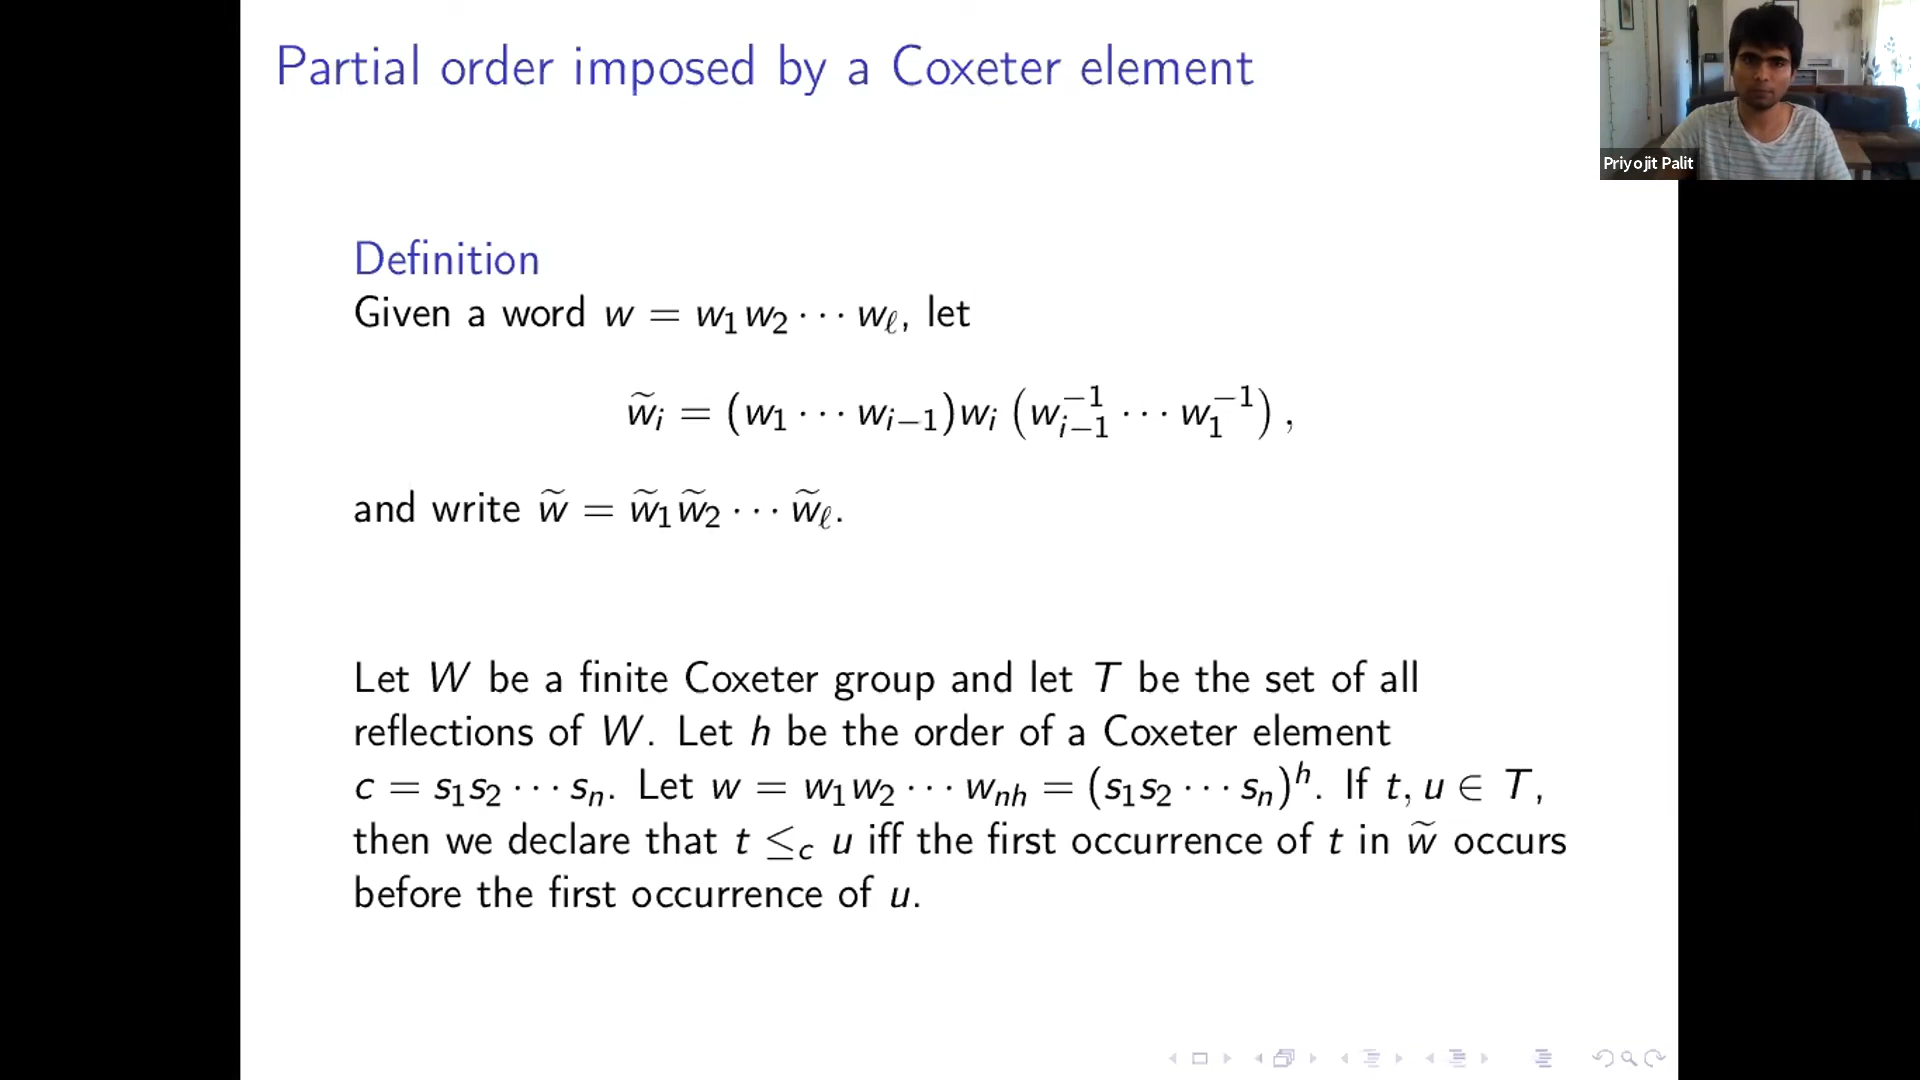 Partial order imposed by a Coxeter element
Priyojit Palit
Definition
Given a word w = w₁w₂ ⋯ w_ℓ, let
w̃ᵢ = (w₁ ⋯ wᵢ₋₁)wᵢ (wᵢ₋₁⁻¹ ⋯ w₁⁻¹) ,
and write w̃ = w̃₁w̃₂ ⋯ w̃_ℓ.
Let W be a finite Coxeter group and let T be the set of all
reflections of W. Let h be the order of a Coxeter element
c = s₁s₂ ⋯ sₙ. Let w = w₁w₂ ⋯ wₙₕ = (s₁s₂ ⋯ sₙ)ʰ. If t, u ∈ T,
then we declare that t ≤_c u iff the first occurrence of t in w̃ occurs
before the first occurrence of u.